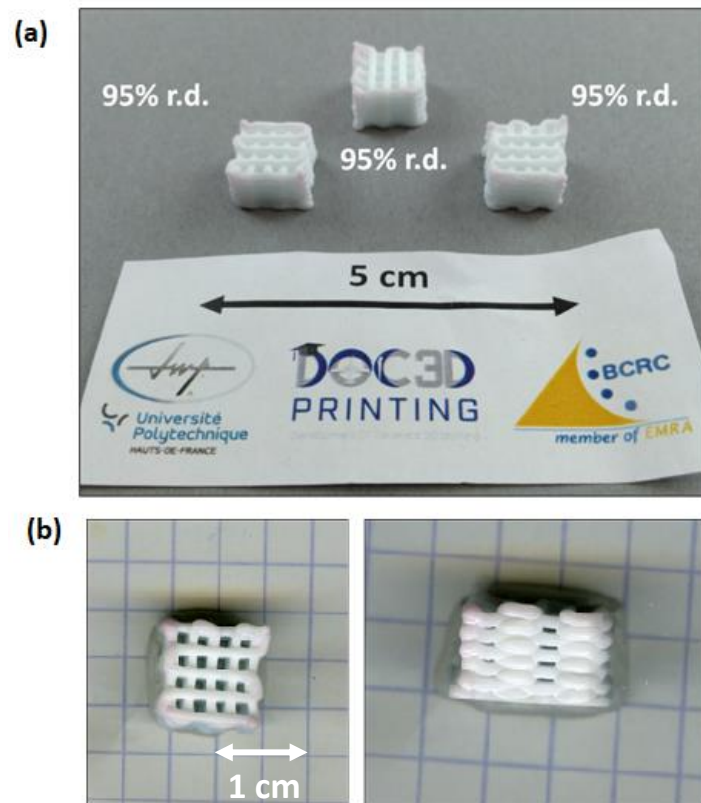 (a)
95% r.d.
95% r.d.
95% r.d.
5 cm
Université
Polytechnique
HAUTS-DE-FRANCE
DOC3D
PRINTING
BCRC
member of EMRA
(b)
1 cm